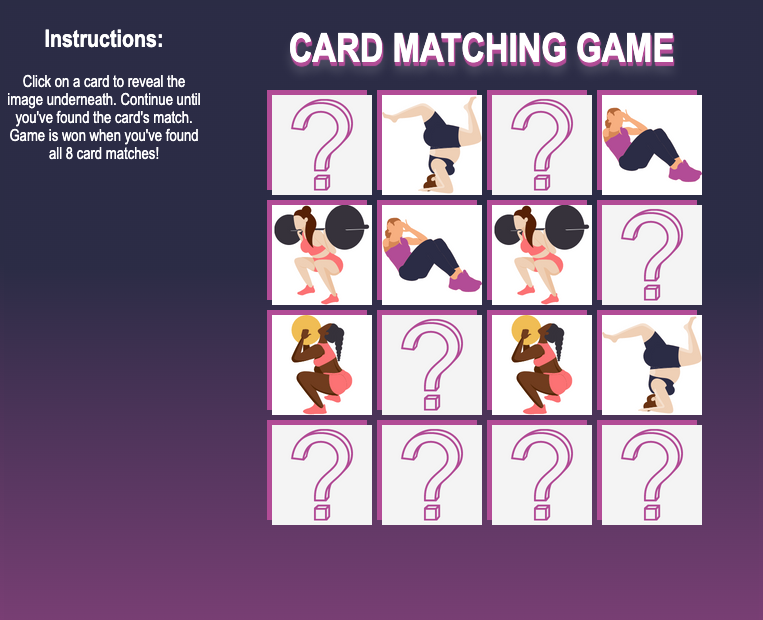 Instructions:
Click on a card to reveal the
image underneath. Continue until
you've found the card's match.
Game is won when you've found
all 8 card matches!
CARD MATCHING GAME
? ?
?
?
? ? ? ?